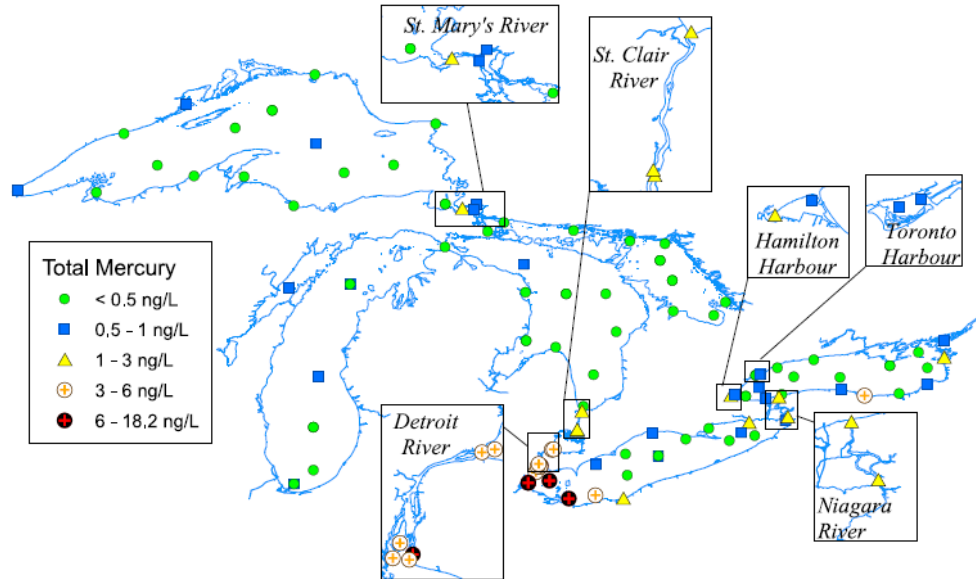 St. Mary's River
St. Clair
River
Hamilton
Harbour
Toronto
Harbour
Total Mercury
< 0.5 ng/L
0,5 - 1 ng/L
1 - 3 ng/L
3 - 6 ng/L
6 - 18,2 ng/L
Detroit
River
Niagara
River